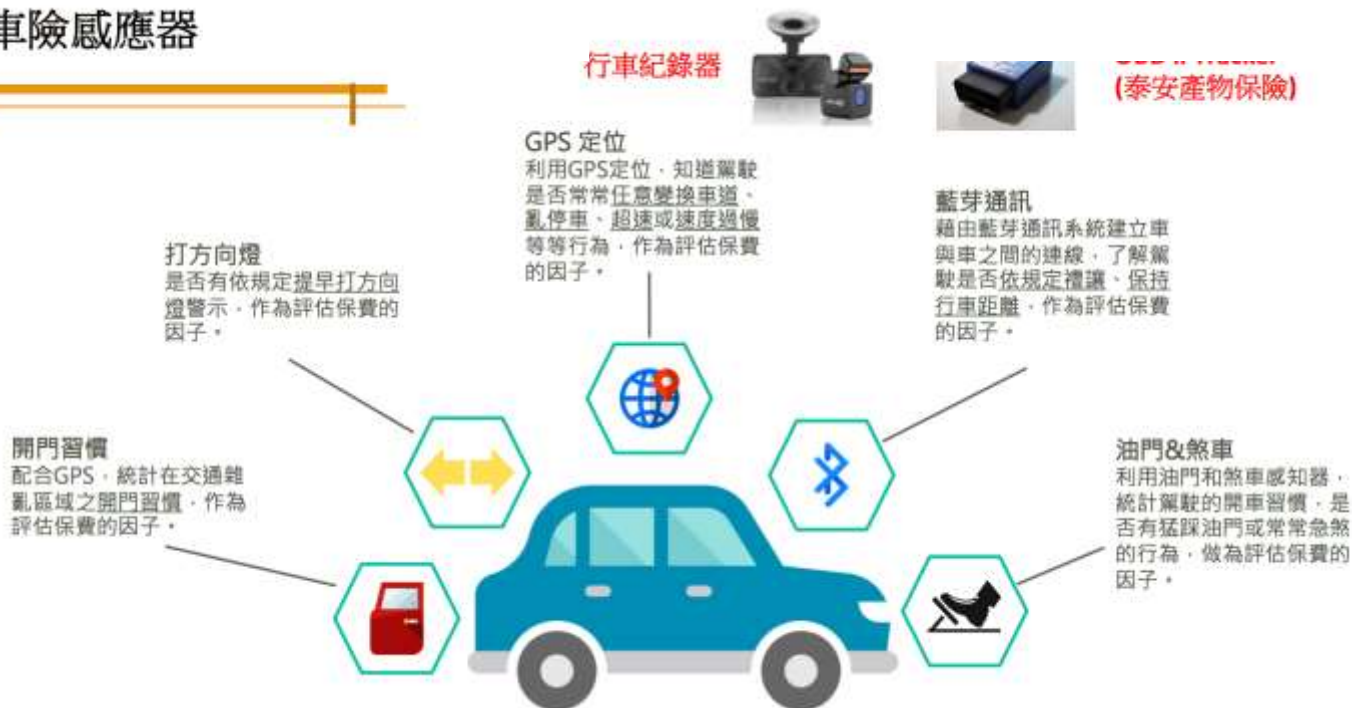 車險感應器
行車紀錄器
(泰安產物保險)
GPS 定位
利用GPS定位，知道駕駛
是否常常任意變換車道、
亂停車、超速或速度過慢
等等行為，作為評估保費
的因子。
藍芽通訊
藉由藍芽通訊系統建立車
與車之間的連線，了解駕
駛是否依規定禮讓、保持
行車距離，作為評估保費
的因子。
打方向燈
是否有依規定提早打方向
燈警示，作為評估保費的
因子。
開門習慣
配合GPS，統計在交通雜
亂區域之開門習慣，作為
評估保費的因子。
油門&煞車
利用油門和煞車感知器，
統計駕駛的開車習慣，是
否有猛踩油門或常常急煞
的行為，做為評估保費的
因子。